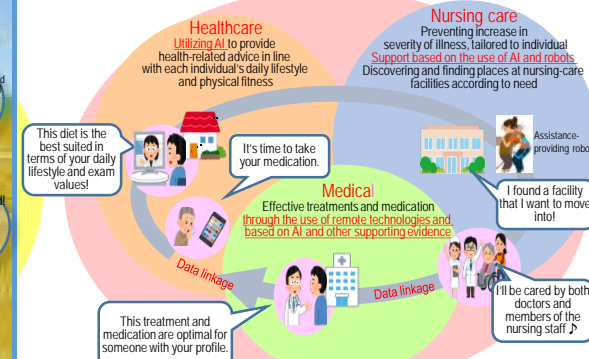 Healthcare
Utilizing AI to provide
health-related advice in line
with each individual's daily lifestyle
and physical fitness
Nursing care
Preventing increase in
severity of illness, tailored to individual
Support based on the use of AI and robots
Discovering and finding places at nursing-care
facilities according to need
This diet is the
best suited in
terms of your daily
lifestyle and exam
values!
It's time to take
your medication.
Assistance-
providing robo
I found a facility
that I want to move
into!
Medical
Effective treatments and medication
through the use of remote technologies and
based on AI and other supporting evidence
Data linkage
Data linkage
This treatment and
medication are optimal for
someone with your profile.
I'll be cared by both
doctors and
members of the
nursing staff ♪